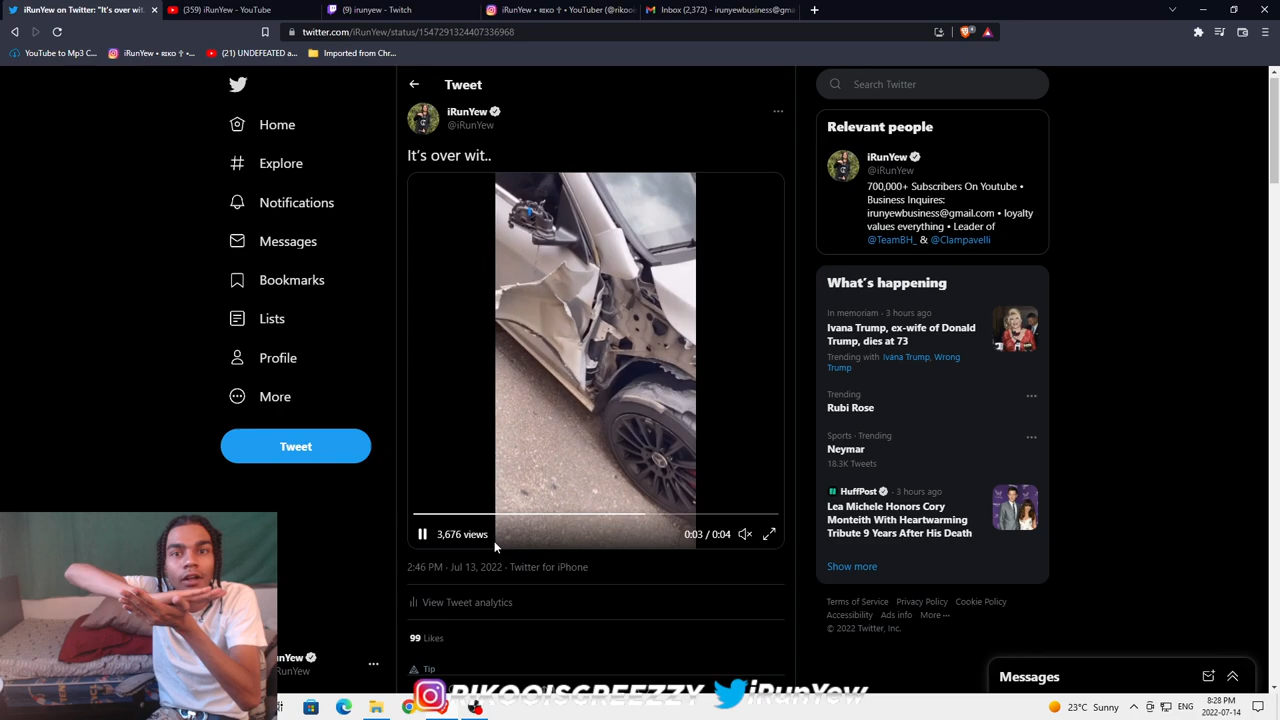 iRunYew on Twitter: "It's over wit..
(359) iRunYew - YouTube
(9) irunyew - Twitch
Inbox (2,372) - irunyewbusiness@gma
twitter.com/iRunYew/status/1547291324407336968
YouTube to Mp3 C...
(21) UNDEFEATED a...
Imported from Chr...
Home
Explore
Notifications
Messages
Bookmarks
Lists
Profile
More
Tweet
Tweet
iRunYew
@iRunYew
It's over wit..
3,676 views
0:03 / 0:04
2:46 PM · Jul 13, 2022 · Twitter for iPhone
View Tweet analytics
99 Likes
Tip
Search Twitter
Relevant people
iRunYew
@iRunYew
700,000+ Subscribers On Youtube •
Business Inquires:
irunyewbusiness@gmail.com • loyalty
values everything • Leader of
@TeamBH_ & @Clampavelli
What's happening
In memoriam · 3 hours ago
Ivana Trump, ex-wife of Donald
Trump, dies at 73
Trending with Ivana Trump, Wrong
Trump
Trending
Rubi Rose
Sports · Trending
Neymar
18.3K Tweets
HuffPost · 3 hours ago
Lea Michele Honors Cory
Monteith With Heartwarming
Tribute 9 Years After His Death
Show more
Terms of Service Privacy Policy Cookie Policy
Accessibility Ads info More ···
© 2022 Twitter, Inc.
Messages
nYew
RunYew
RIKOOISGREEZZY
iRunYew
23°C Sunny
ENG
8:28 PM
2022-07-14